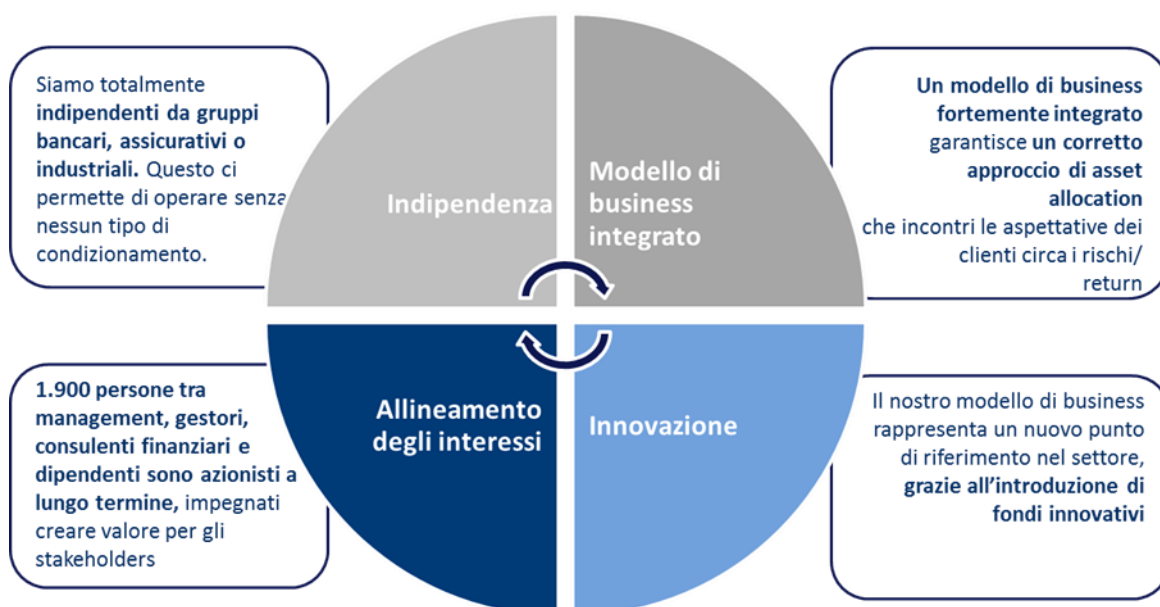 Siamo totalmente
indipendenti da gruppi
bancari, assicurativi o
industriali. Questo ci
permette di operare senza
nessun tipo di
condizionamento.
Indipendenza
Modello di
business
integrato
Un modello di business
fortemente integrato
garantisce un corretto
approccio di asset
allocation
che incontri le aspettative dei
clienti circa i rischi/
return
1.900 persone tra
management, gestori,
consulenti finanziari e
dipendenti sono azionisti a
lungo termine, impegnati
creare valore per gli
stakeholders
Allineamento
degli interessi
Innovazione
Il nostro modello di business
rappresenta un nuovo punto
di riferimento nel settore,
grazie all’introduzione di
fondi innovativi